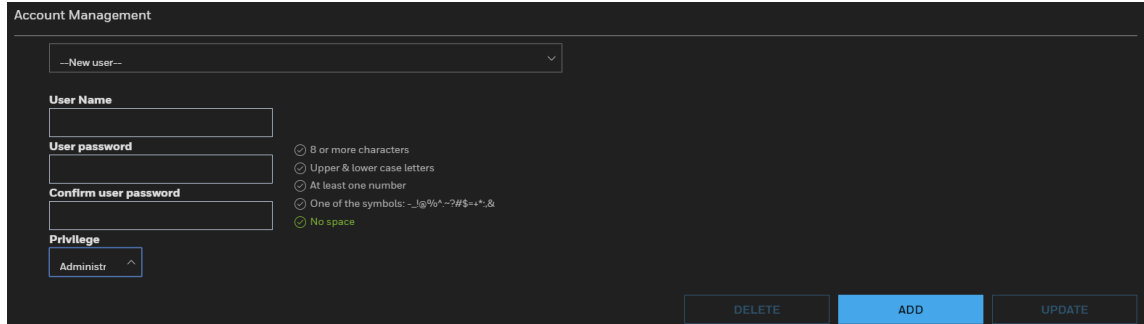 Account Management
--New user--
User Name
User password
8 or more characters
Upper & lower case letters
At least one number
Confirm user password
One of the symbols: -_!@%^.~?#$=+*:,&
No space
Privilege
Administr
DELETE
ADD
UPDATE